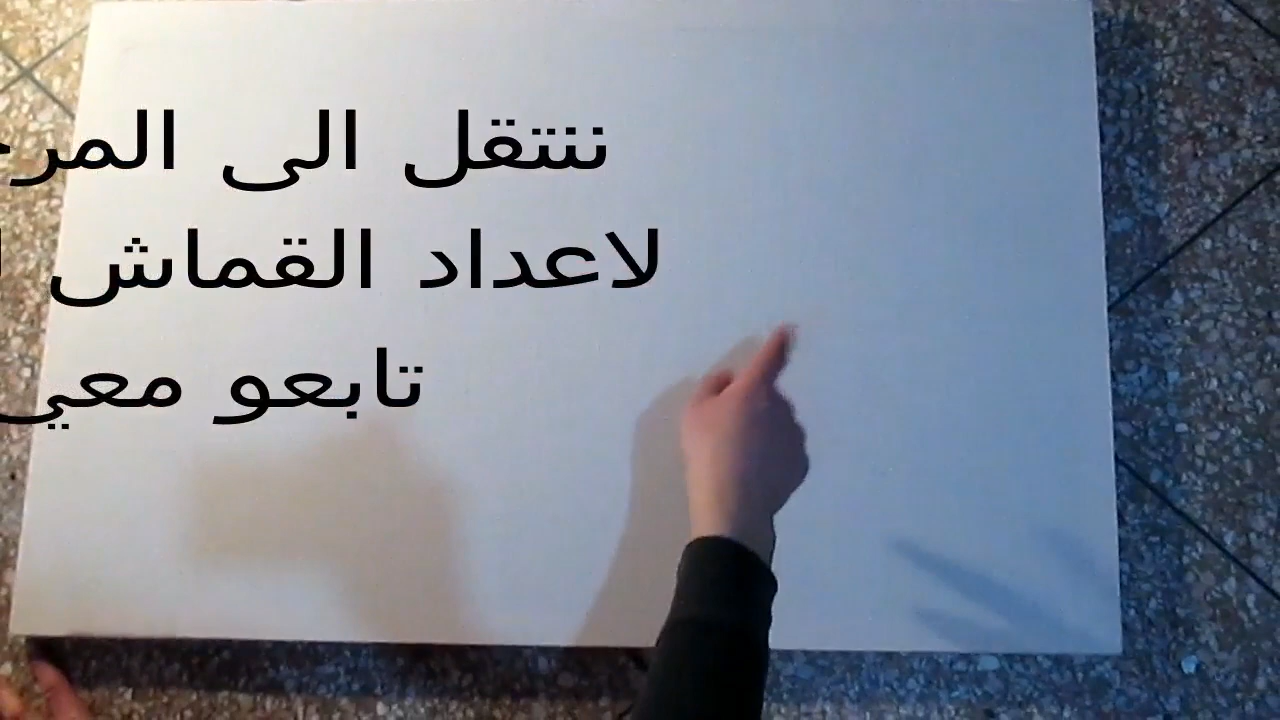 ننتقل الى
لاعداد القماش
تابعو معي